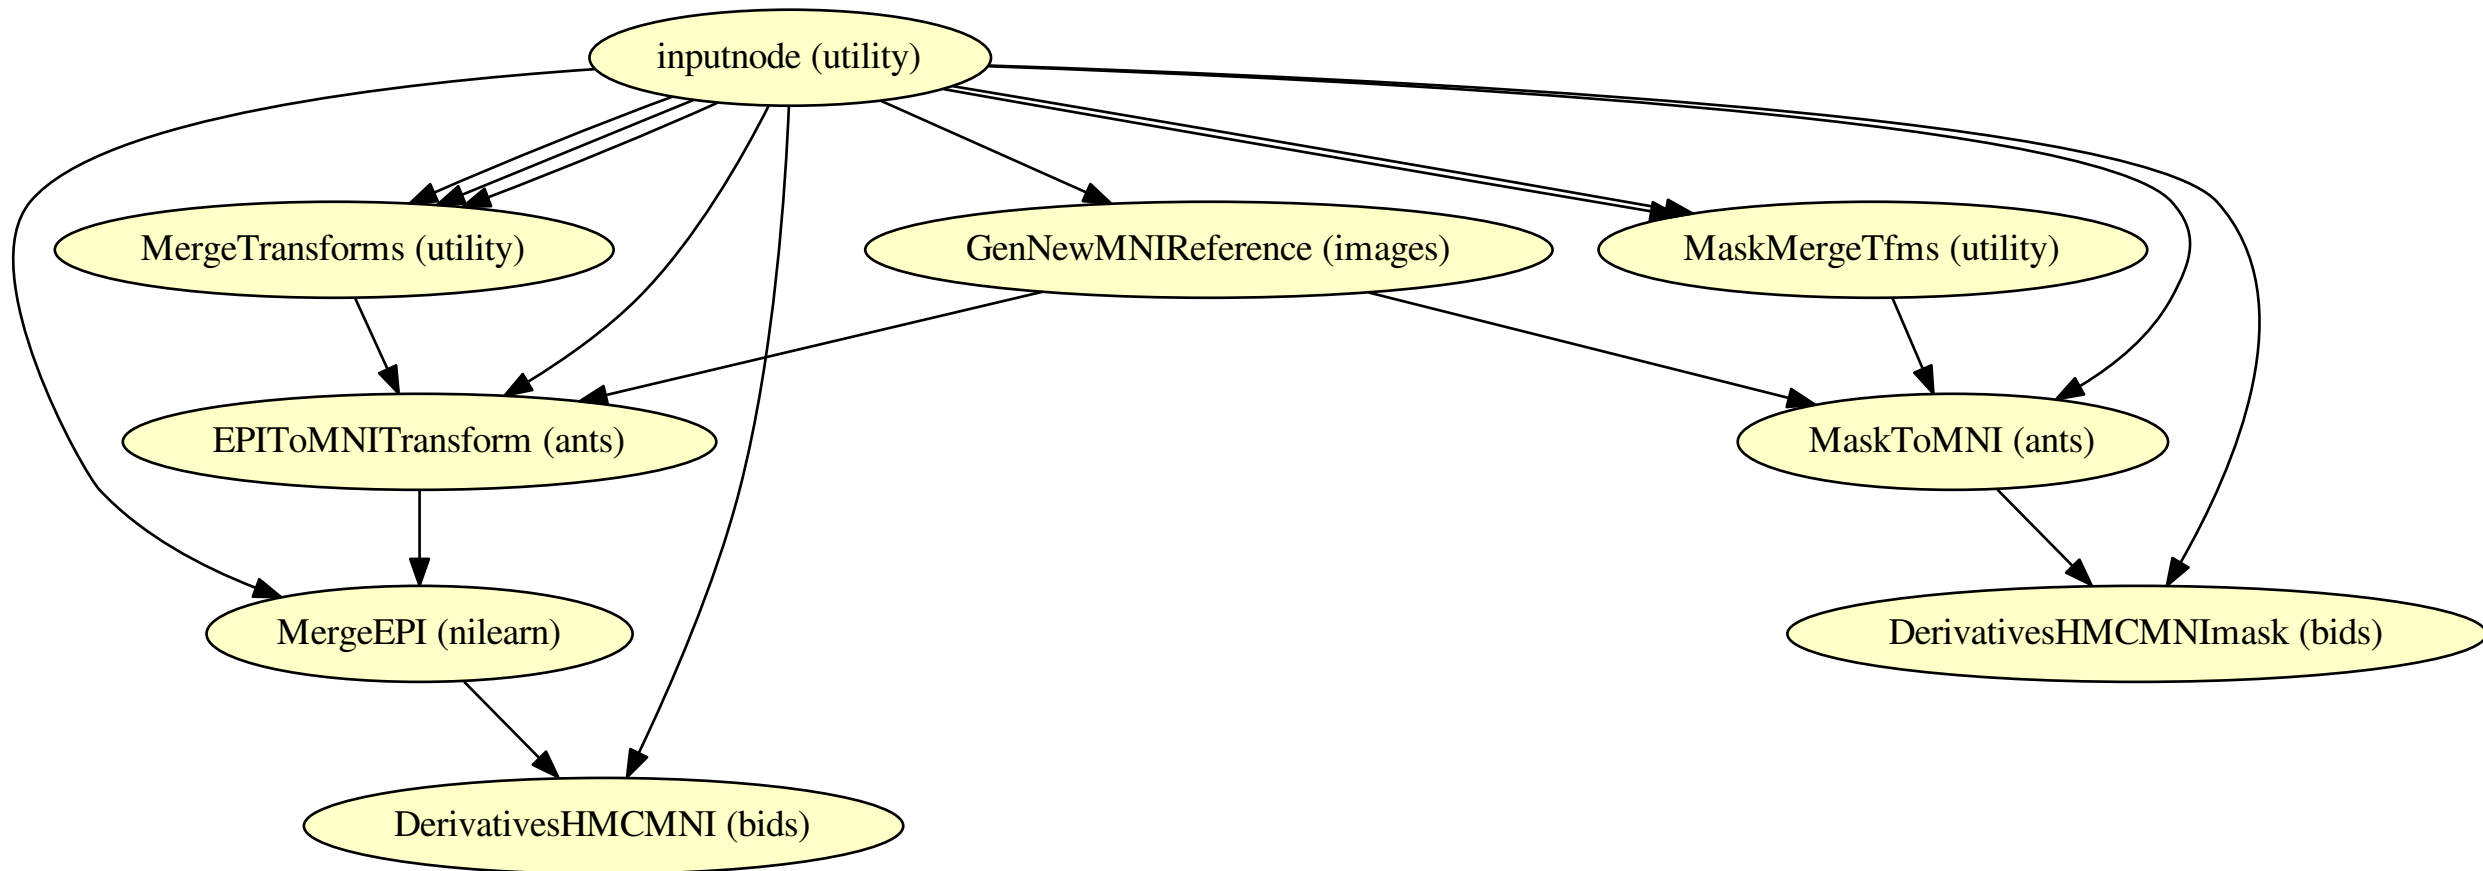 inputnode (utility)
MergeTransforms (utility)
GenNewMNIReference (images)
MaskMergeTfms (utility)
EPIToMNITransform (ants)
MaskToMNI (ants)
MergeEPI (nilearn)
DerivativesHMCMNImask (bids)
DerivativesHMCMNI (bids)